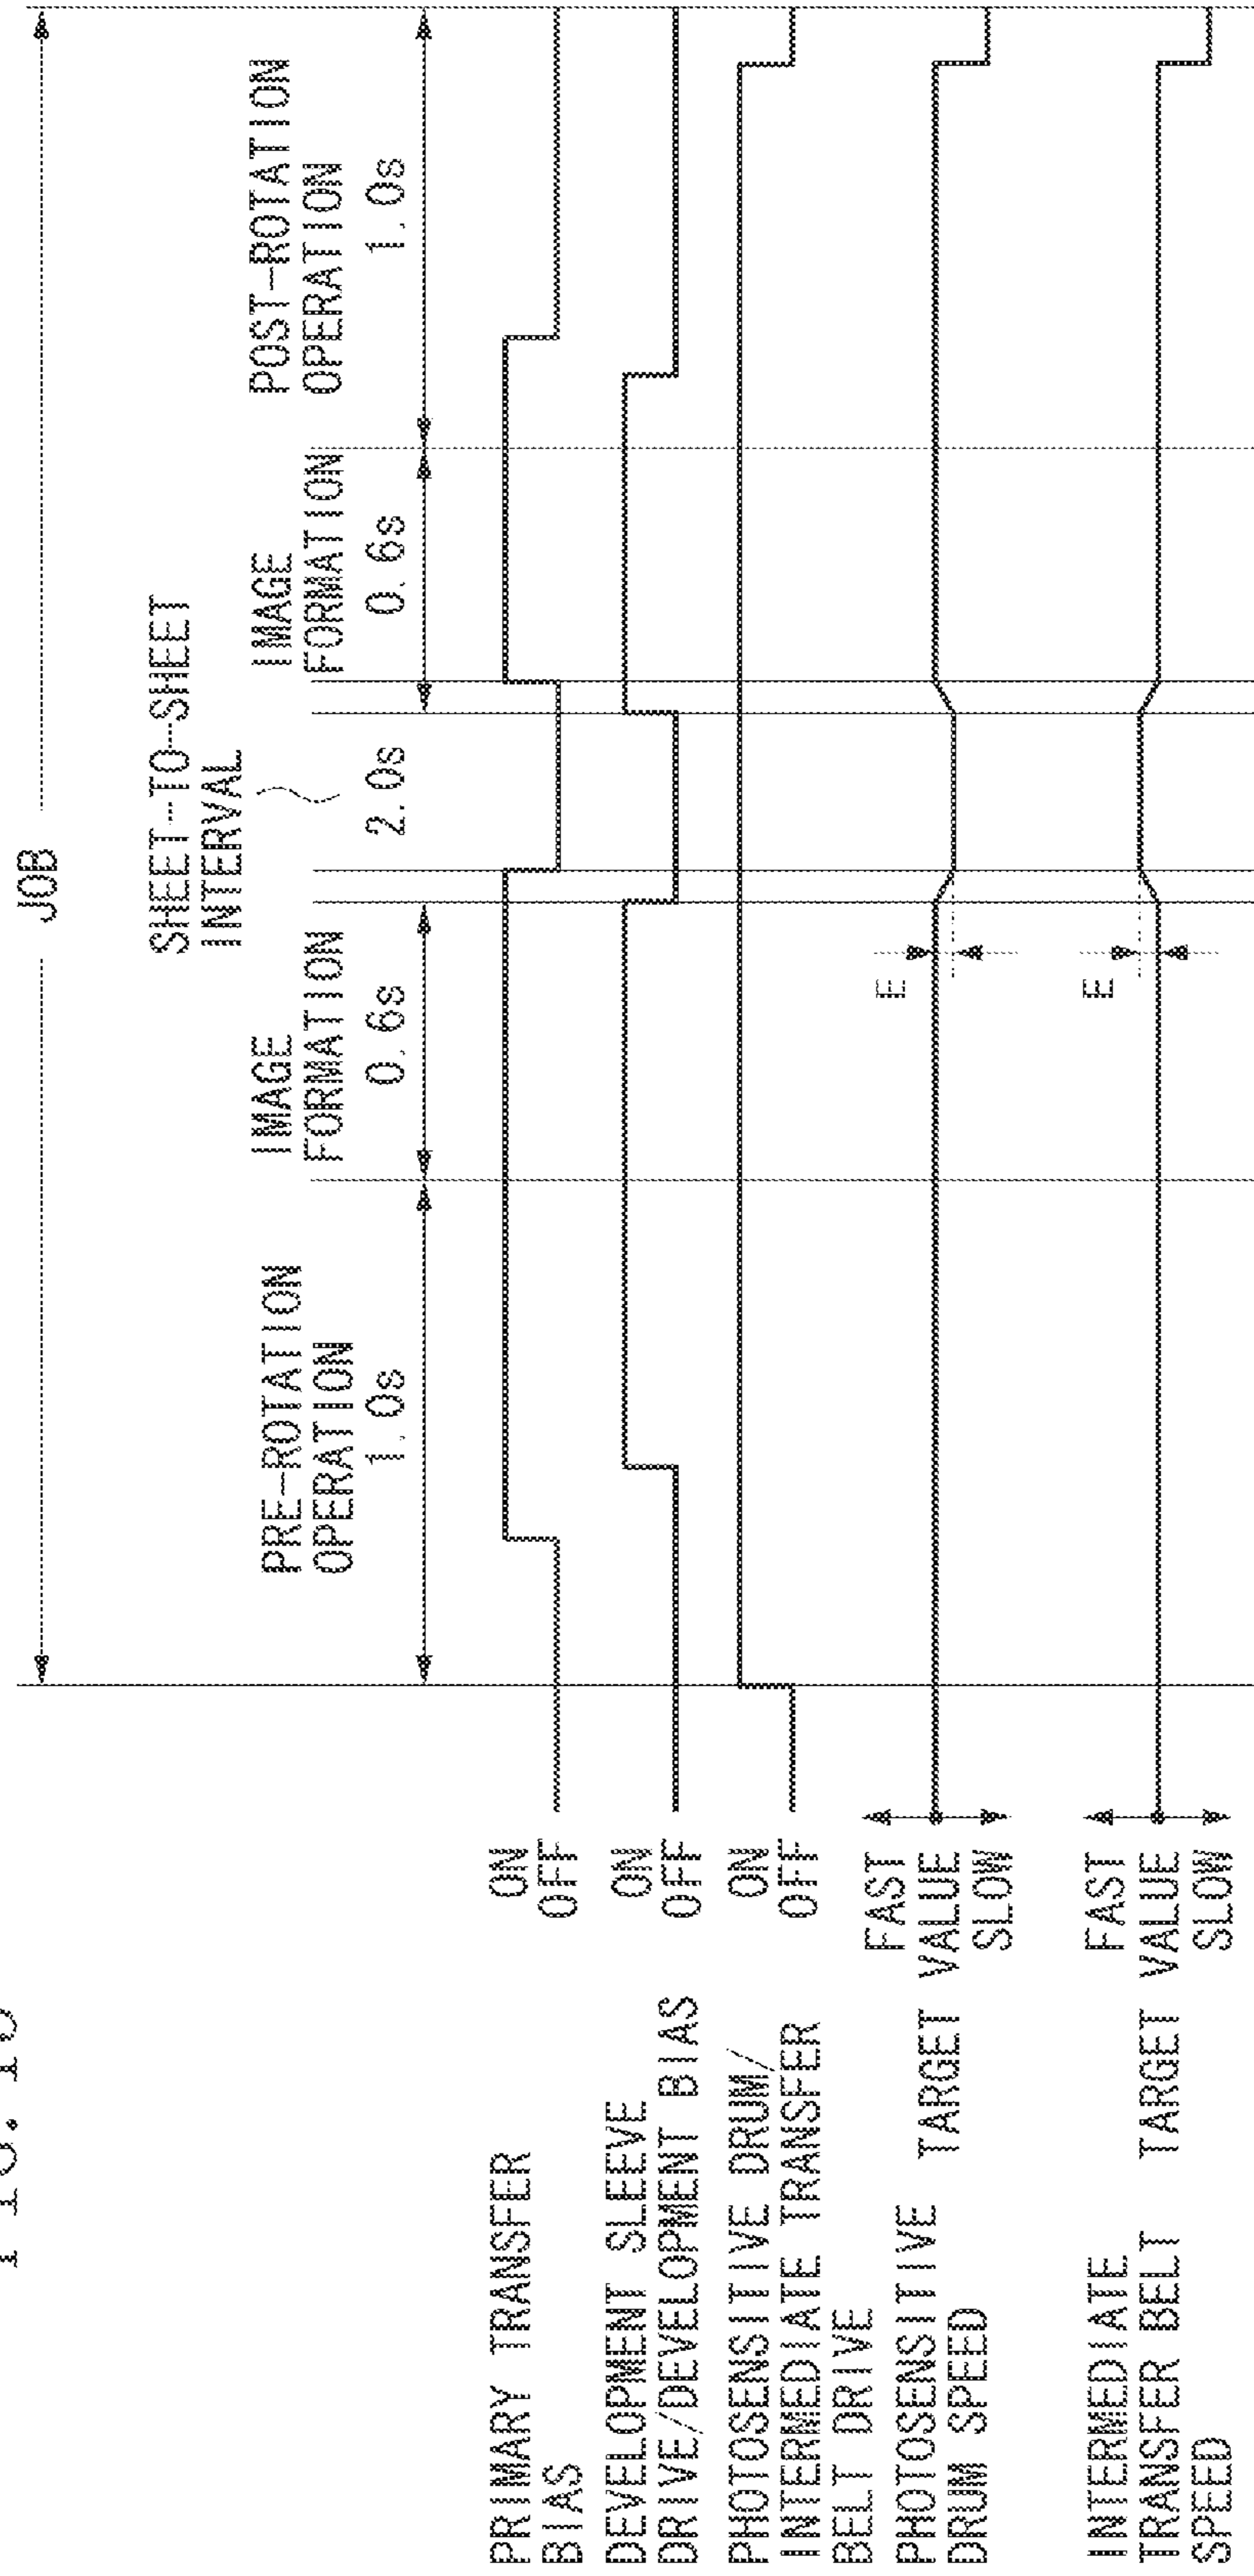 FIG.
JOB
SHEET-TO-SHEET
INTERVAL
PRE-ROTATION
OPERATION
1.0s
IMAGE
FORMATION
0.6s
2.0s
IMAGE
FORMATION
0.6s
POST-ROTATION
OPERATION
1.0s
PRIMARY TRANSFER
BIAS
ON
OFF
DEVELOPMENT SLEEVE
DRIVE/DEVELOPMENT BIAS
ON
OFF
PHOTOSENSITIVE DRUM/
INTERMEDIATE TRANSFER
BELT DRIVE
ON
OFF
PHOTOSENSITIVE
DRUM SPEED
FAST
TARGET VALUE
SLOW
E
INTERMEDIATE
TRANSFER BELT
SPEED
FAST
TARGET VALUE
SLOW
E